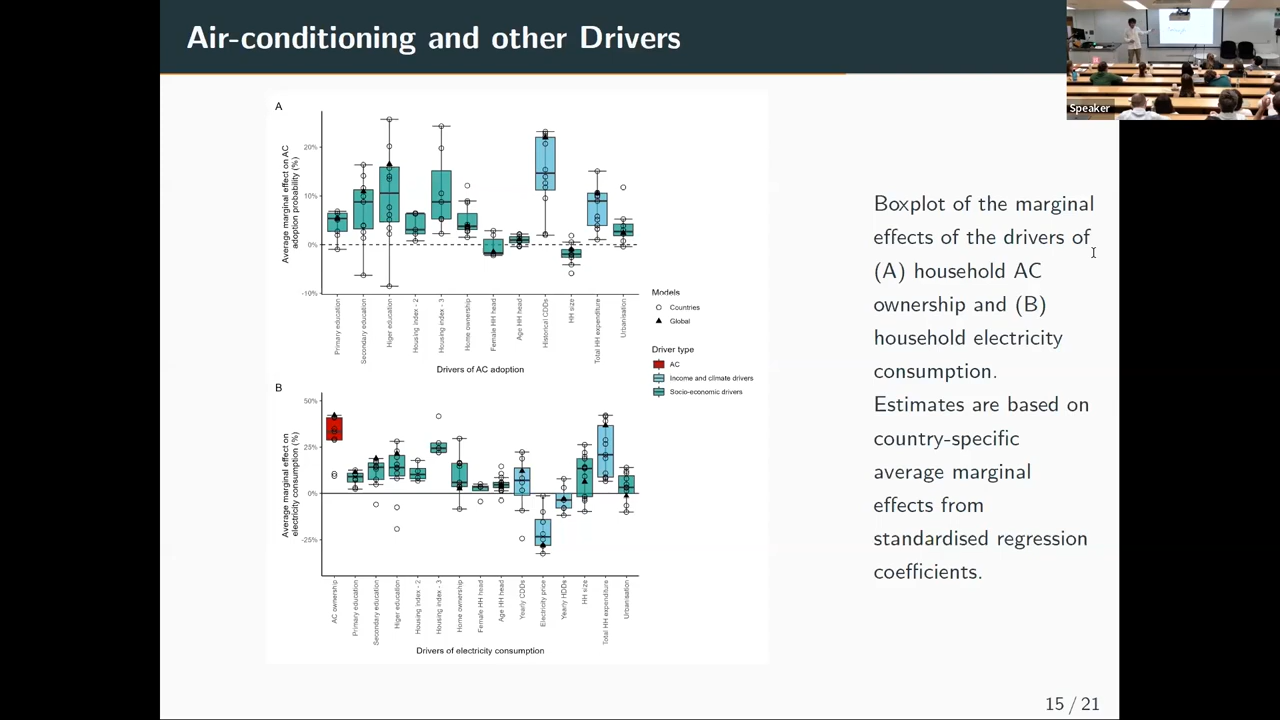 Air-conditioning and other Drivers
Speaker
A
Average marginal effect on AC
adoption probability (%)
20%
10%
0%
-10%
Primary education
Secondary education
Higer education
Housing index - 2
Housing index - 3
Home ownership
Female HH head
Age HH head
Historical CDDs
HH size
Total HH expenditure
Urbanisation
Drivers of AC adoption
Models
Countries
Global
Driver type
AC
Income and climate drivers
Socio-economic drivers
B
Average marginal effect on
electricity consumption (%)
50%
25%
0%
-25%
AC ownership
Primary education
Secondary education
Higer education
Housing index - 2
Housing index - 3
Home ownership
Female HH head
Age HH head
Yearly CDDs
Electricity price
Yearly HDDs
HH size
Total HH expenditure
Urbanisation
Drivers of electricity consumption
Boxplot of the marginal
effects of the drivers of
(A) household AC
ownership and (B)
household electricity
consumption.
Estimates are based on
country-specific
average marginal
effects from
standardised regression
coefficients.
15 / 21